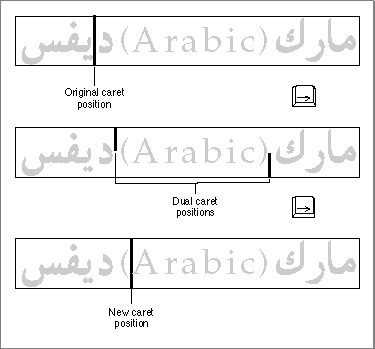 مارك (Arabic) ديفس
Original caret
position
مارك (Arabic) ديفس
Dual caret
positions
مارك (Arabic) ديفس
New caret
position